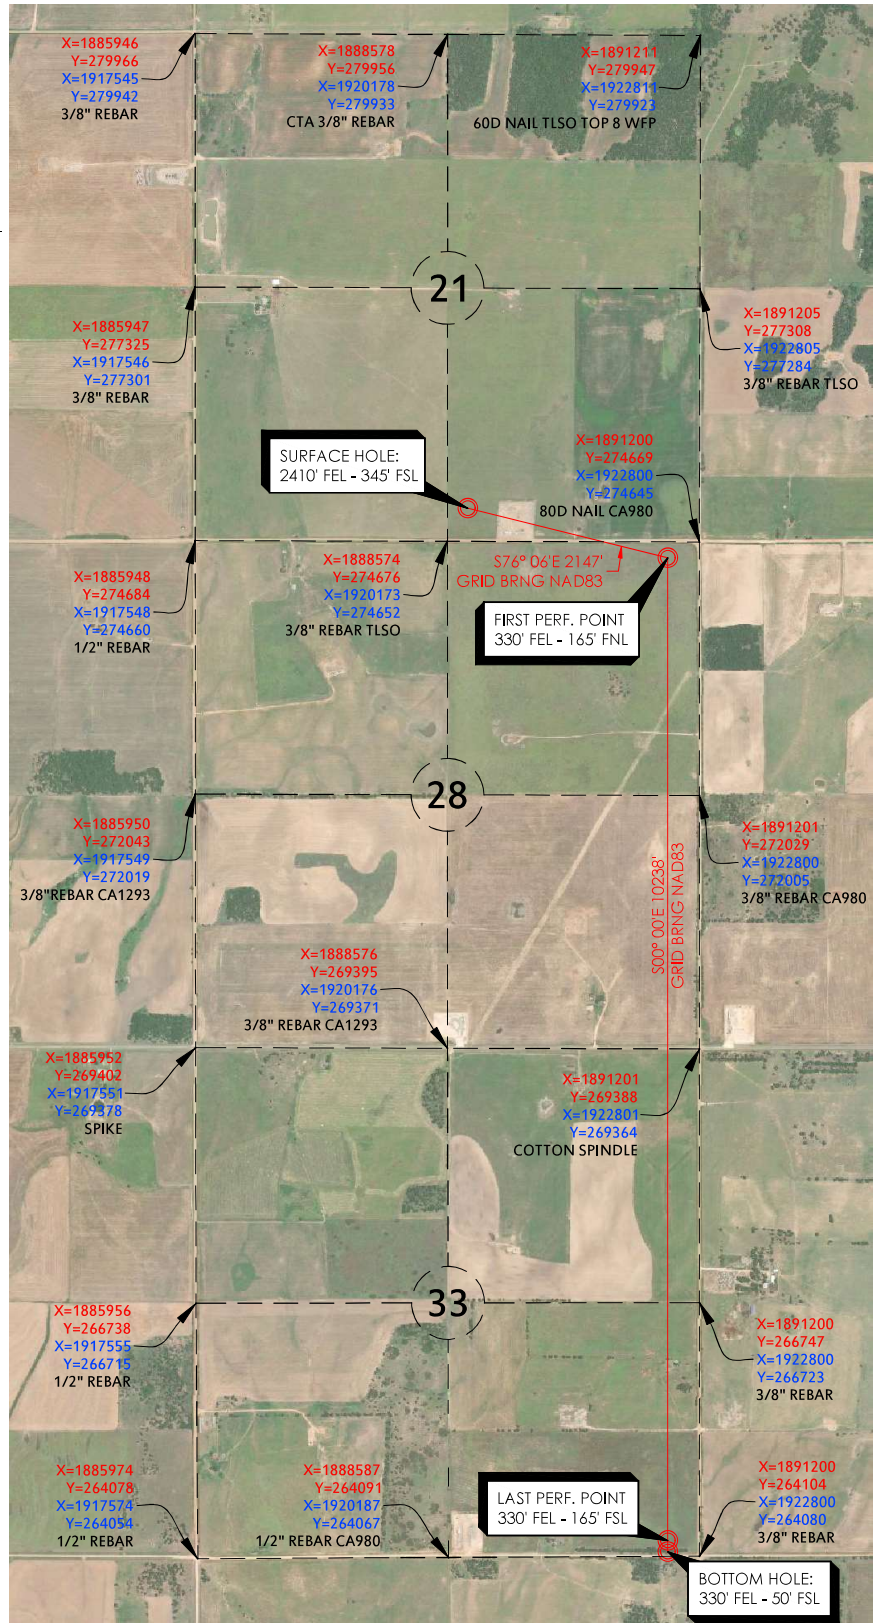 X=1885946
Y=279966
X=1917545
Y=279942
3/8" REBAR
X=1888578
Y=279956
X=1920178
Y=279933
CTA 3/8" REBAR
X=1891211
Y=279947
X=1922811
Y=279923
60D NAIL TLSO TOP 8 WFP
21
X=1885947
Y=277325
X=1917546
Y=277301
3/8" REBAR
X=1891205
Y=277308
X=1922805
Y=277284
3/8" REBAR TLSO
SURFACE HOLE:
2410' FEL - 345' FSL
X=1891200
Y=274669
X=1922800
Y=274645
80D NAIL CA980
X=1885948
Y=274684
X=1917548
Y=274660
1/2" REBAR
X=1888574
Y=274676
X=1920173
Y=274652
3/8" REBAR TLSO
S76° 06'E 2147'
GRID BRNG NAD83
FIRST PERF. POINT
330' FEL - 165' FNL
28
X=1885950
Y=272043
X=1917549
Y=272019
3/8"REBAR CA1293
X=1891201
Y=272029
X=1922800
Y=272005
3/8" REBAR CA980
S00° 00'E 10238'
GRID BRNG NAD83
X=1888576
Y=269395
X=1920176
Y=269371
3/8" REBAR CA1293
X=1885952
Y=269402
X=1917551
Y=269378
SPIKE
X=1891201
Y=269388
X=1922801
Y=269364
COTTON SPINDLE
33
X=1885956
Y=266738
X=1917555
Y=266715
1/2" REBAR
X=1891200
Y=266747
X=1922800
Y=266723
3/8" REBAR
X=1885974
Y=264078
X=1917574
Y=264054
1/2" REBAR
X=1888587
Y=264091
X=1920187
Y=264067
1/2" REBAR CA980
LAST PERF. POINT
330' FEL - 165' FSL
X=1891200
Y=264104
X=1922800
Y=264080
3/8" REBAR
BOTTOM HOLE:
330' FEL - 50' FSL